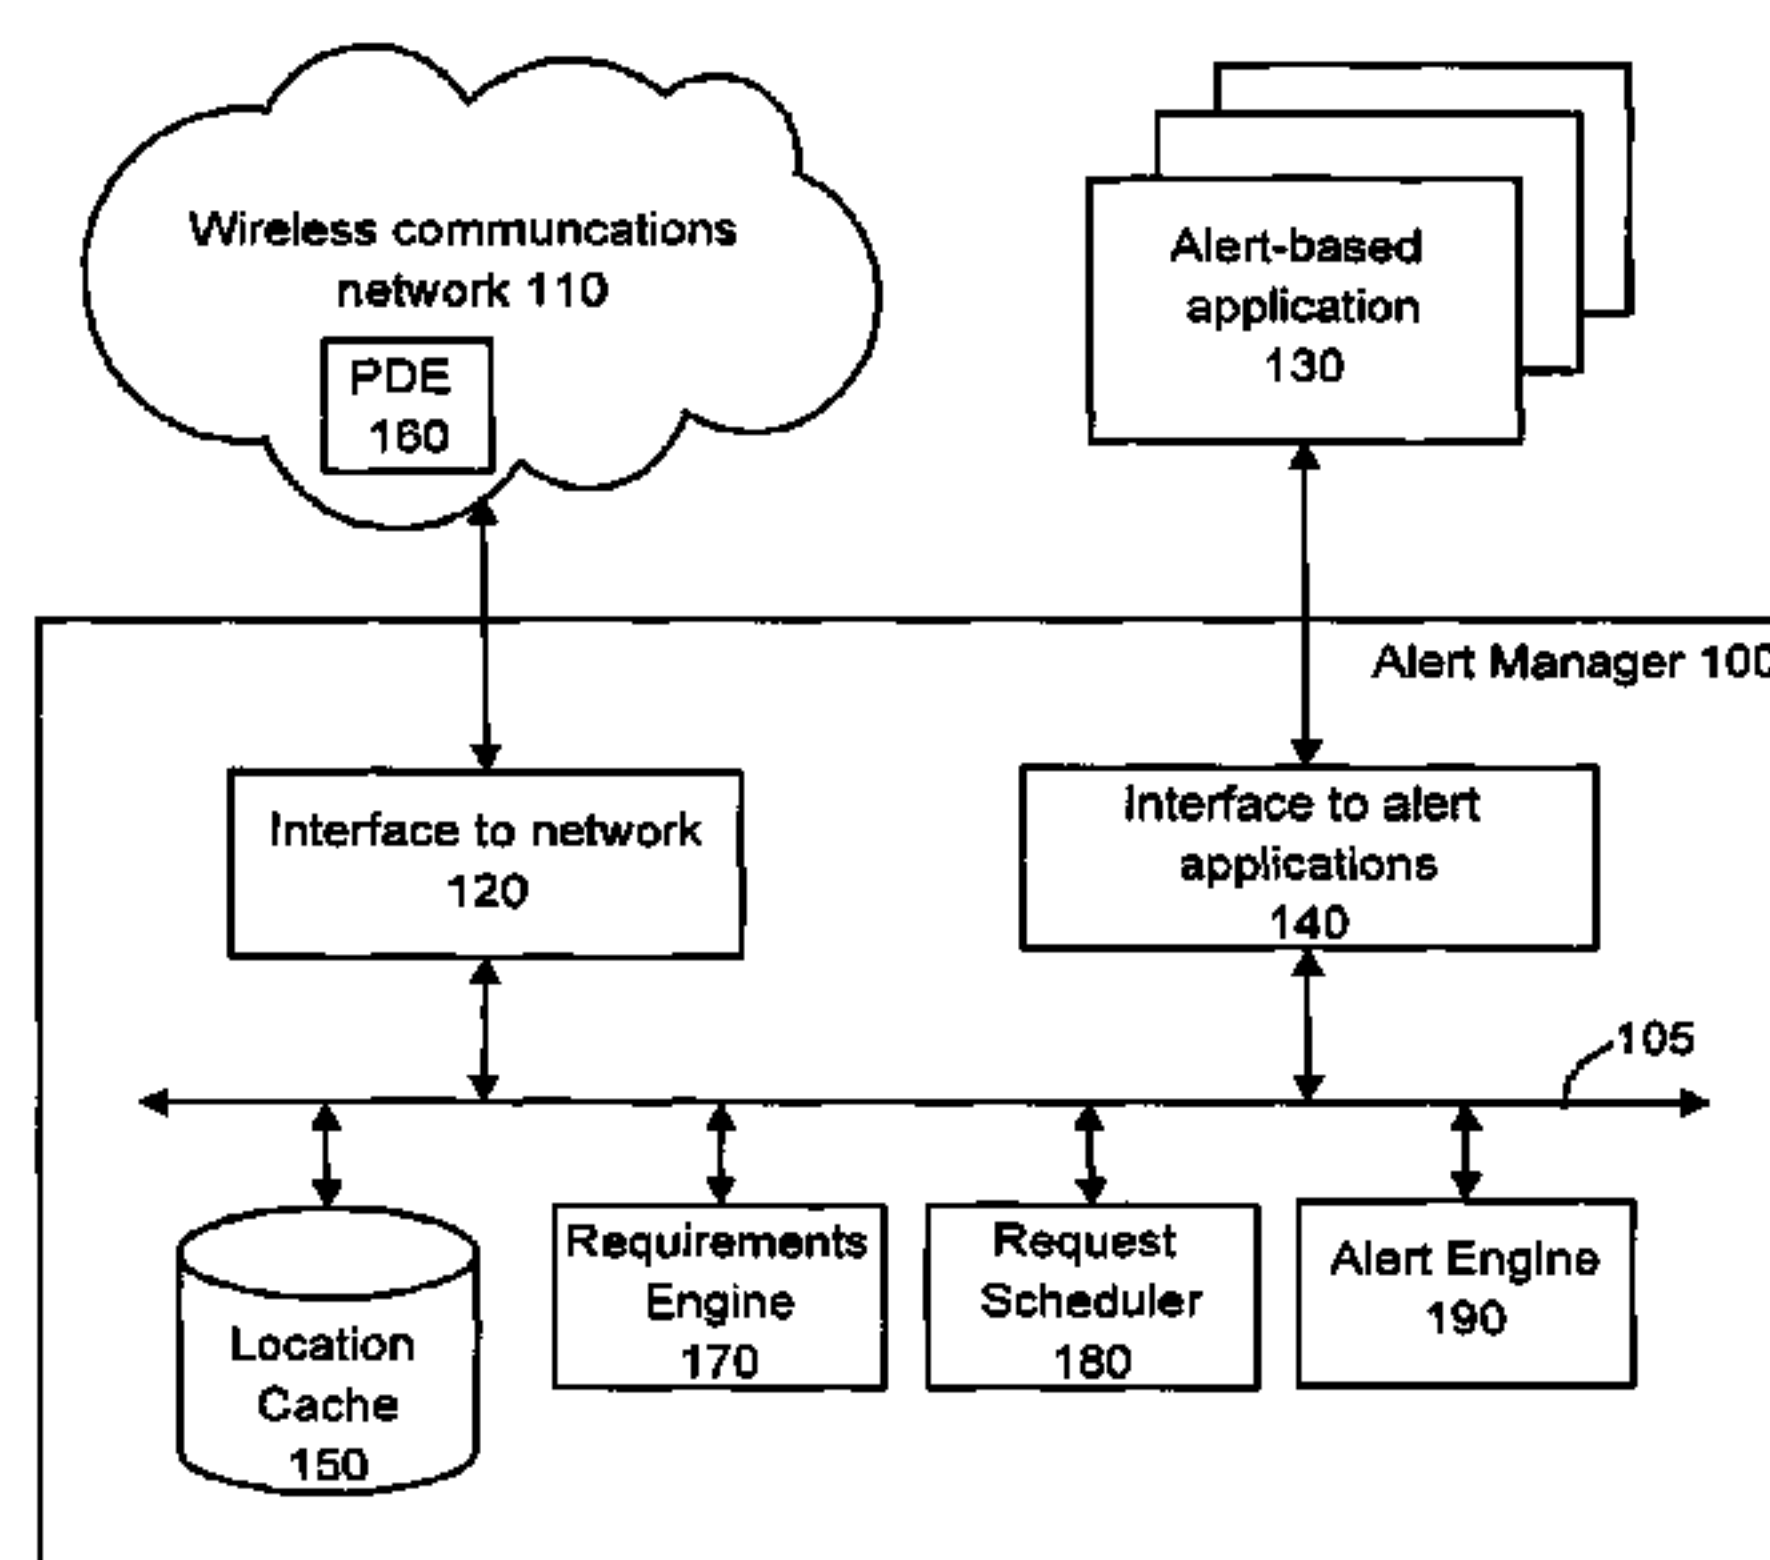 Wireless communcations
network 110
PDE
160
Alert-based
application
130
Alert Manager 100
Interface to network
120
Interface to alert
applications
140
105
Location
Cache
150
Requirements
Engine
170
Request
Scheduler
180
Alert Engine
190